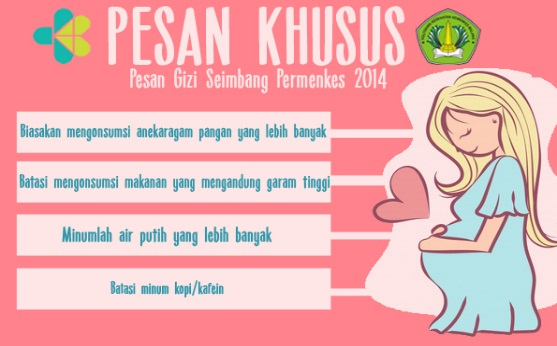 PESAN KHUSUS
Pesan Gizi Seimbang Permenkes 2014
Biasakan mengonsumsi anekaragam pangan yang lebih banyak
Batasi mengonsumsi makanan yang mengandung garam tinggi
Minumlah air putih yang lebih banyak
Batasi minum kopi/kafein